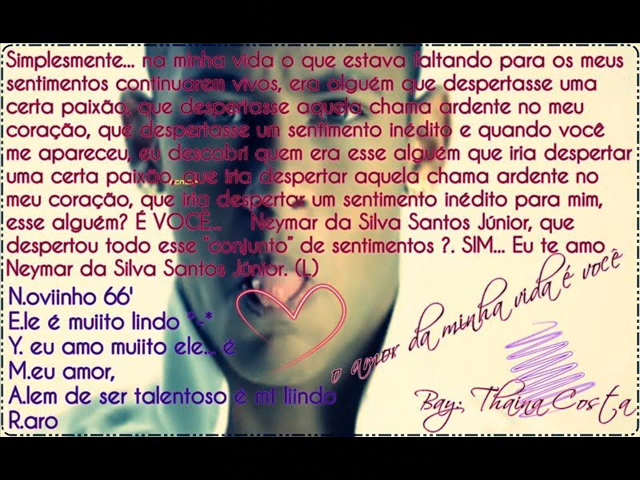 Simplesmente... na minha vida o que estava faltando para os meus
sentimentos continuarem vivos, era alguém que despertasse uma
certa paixão, que despertasse aquela chama ardente no meu
coração, que despertasse um sentimento inédito e quando você
me apareceu, eu descobri quem era esse alguém que iria despertar
uma certa paixão, que iria despertar aquela chama ardente no
meu coração, que iria despertar um sentimento inédito para mim,
esse alguém? É VOCÊ... Neymar da Silva Santos Júnior, que
despertou todo esse "conjunto" de sentimentos ?. SIM... Eu te amo
Neymar da Silva Santos Júnior. (L)
N.oviinho 66'
E.le é muiito lindo *-*
Y. eu amo muiito ele... é
M.eu amor,
A.lem de ser talentoso é mt liindo
R.aro
o amor da minha vida é você
Bay: Thaina Costa